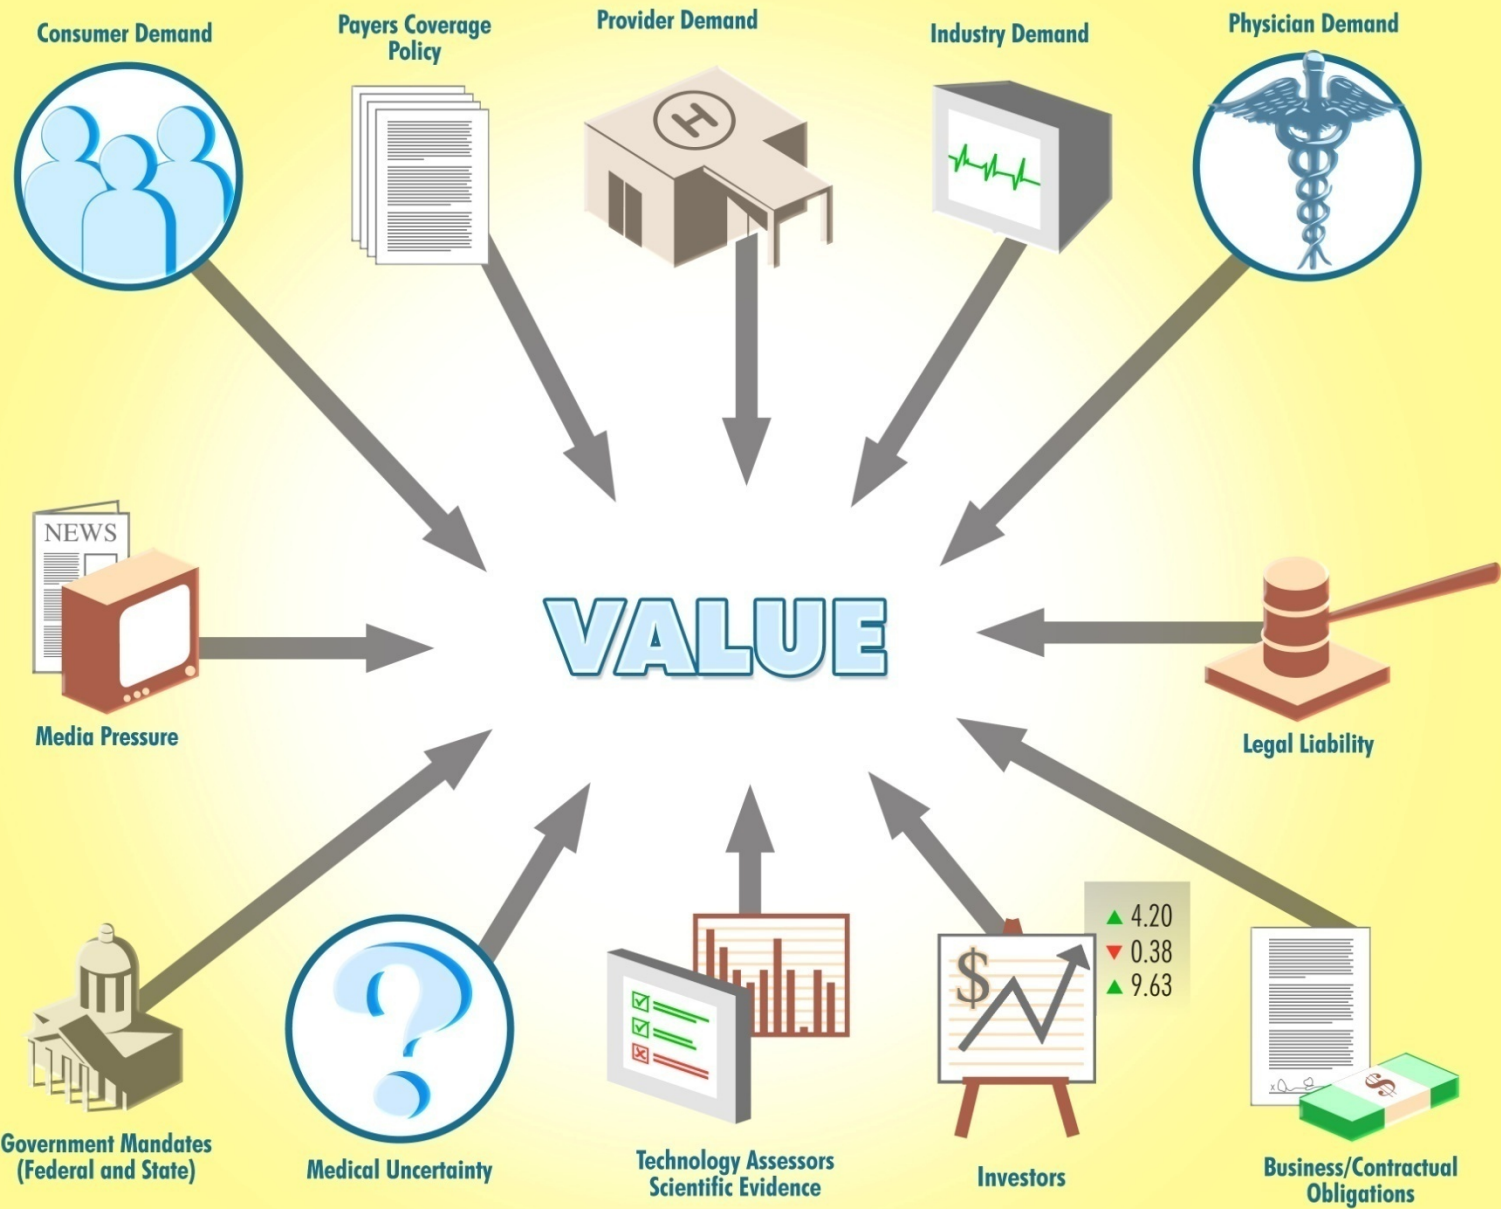 Consumer Demand
Payers Coverage
Policy
Provider Demand
Industry Demand
Physician Demand
H
NEWS
VALUE
Media Pressure
Legal Liability
4.20
0.38
9.63
$
$
Government Mandates
(Federal and State)
Medical Uncertainty
?
Technology Assessors
Scientific Evidence
Investors
Business/Contractual
Obligations